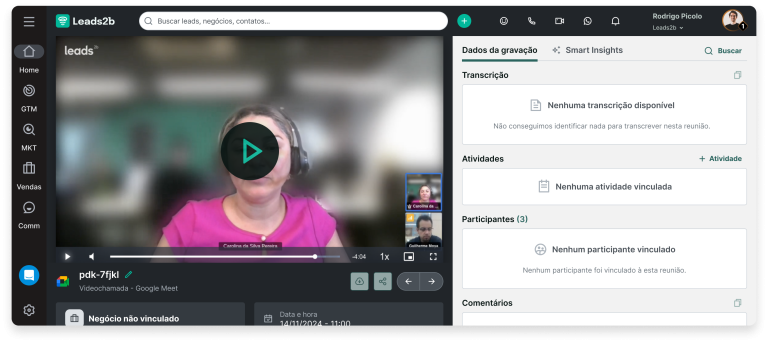 Leads2b
Buscar leads, negócios, contatos...
Rodrigo Picolo
Leads2b
1
Home
GTM
MKT
Vendas
Comm
leads
Carolina da ...
Guilherme Moza
Carolina da Silva Pereira
-4:04
1x
pdk-7fjkl
Videochamada - Google Meet
Negócio não vinculado
Data e hora
14/11/2024 - 11:00
Dados da gravação
Smart Insights
Buscar
Transcrição
Nenhuma transcrição disponível
Não conseguimos identificar nada para transcrever nesta reunião.
Atividades
+ Atividade
Nenhuma atividade vinculada
Participantes (3)
Nenhum participante vinculado
Nenhum participante foi vinculado à esta reunião.
Comentários